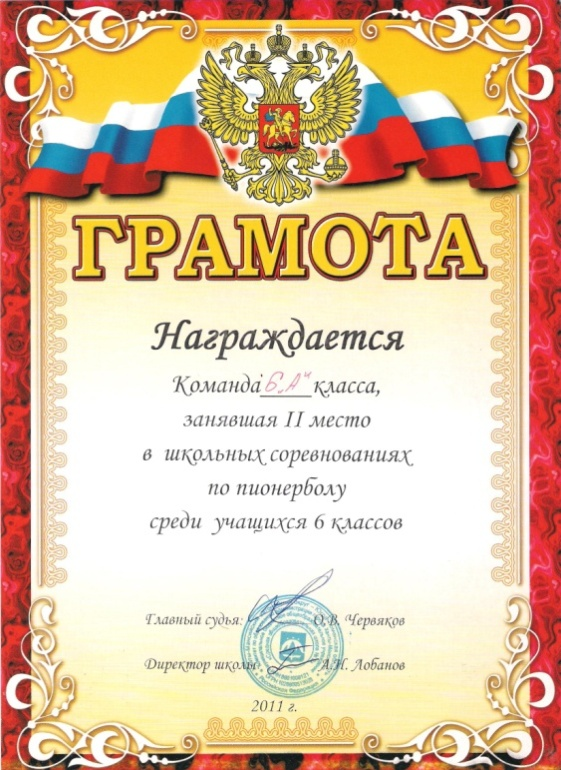 ГРАМОТА
Награждается
Команда 6 „А" класса,
занявшая II место
в школьных соревнованиях
по пионерболу
среди учащихся 6 классов
Главный судья: О.В. Червяков
Директор школы А.Н. Лобанов
2011 г.